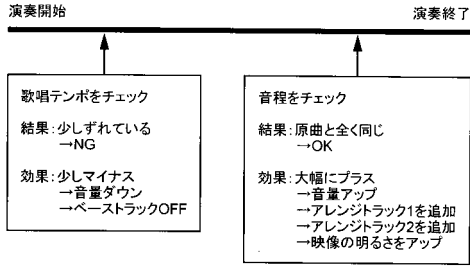 演奏開始
演奏終了
歌唱テンポをチェック
結果:少しずれている
→NG
効果:少しマイナス
→音量ダウン
→ベーストラックOFF
音程をチェック
結果:原曲と全く同じ
→OK
効果:大幅にプラス
→音量アップ
→アレンジトラック1を追加
→アレンジトラック2を追加
→映像の明るさをアップ